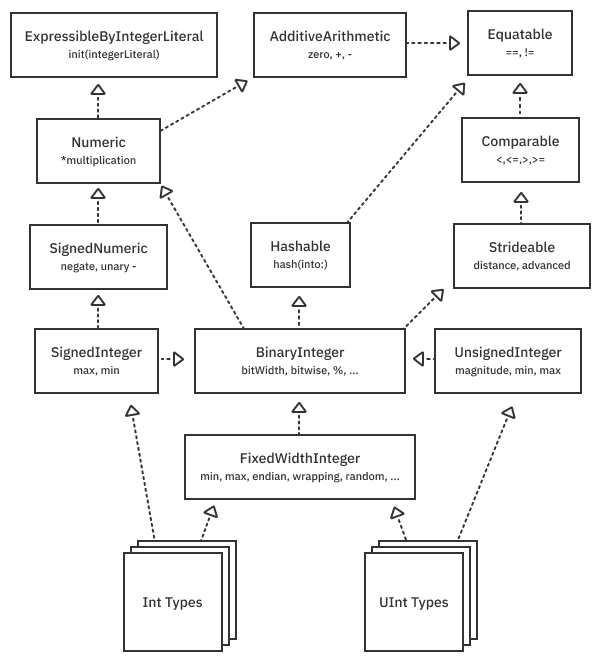 ExpressibleByIntegerLiteral
init(integerLiteral)
AdditiveArithmetic
zero, +, -
Equatable
==, !=
Numeric
*multiplication
Comparable
<,<=,>,>=
SignedNumeric
negate, unary -
Hashable
hash(into:)
Strideable
distance, advanced
SignedInteger
max, min
BinaryInteger
bitWidth, bitwise, %, ...
UnsignedInteger
magnitude, min, max
FixedWidthInteger
min, max, endian, wrapping, random, ...
Int Types
UInt Types